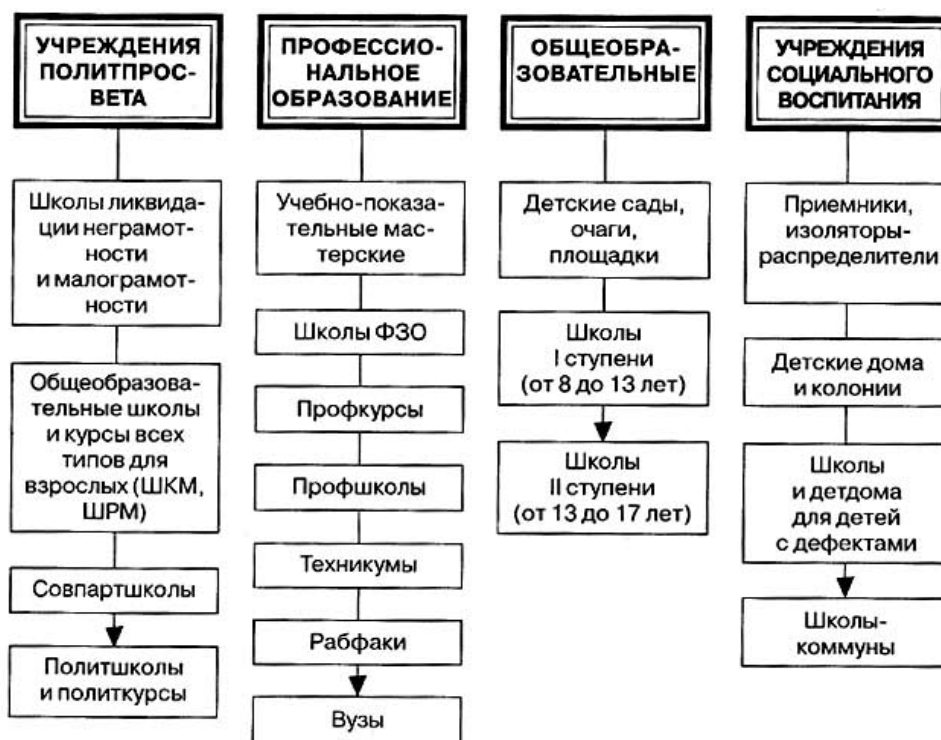 УЧРЕЖДЕНИЯ
ПОЛИТПРОС-
ВЕТА
Школы ликвида-
ции неграмот-
ности
и малограмот-
ности
Общеобразова-
тельные школы
и курсы всех
типов для
взрослых (ШКМ,
ШРМ)
Совпартшколы
Политшколы
и политкурсы
ПРОФЕССИО-
НАЛЬНОЕ
ОБРАЗОВАНИЕ
Учебно-показа-
тельные мас-
терские
Школы ФЗО
Профкурсы
Профшколы
Техникумы
Рабфаки
Вузы
ОБЩЕОБРА-
ЗОВАТЕЛЬНЫЕ
Детские сады,
очаги,
площадки
Школы
I ступени
(от 8 до 13 лет)
Школы
II ступени
(от 13 до 17 лет)
УЧРЕЖДЕНИЯ
СОЦИАЛЬНОГО
ВОСПИТАНИЯ
Приемники,
изоляторы-
распределители
Детские дома
и колонии
Школы
и детдома
для детей
с дефектами
Школы-
коммуны